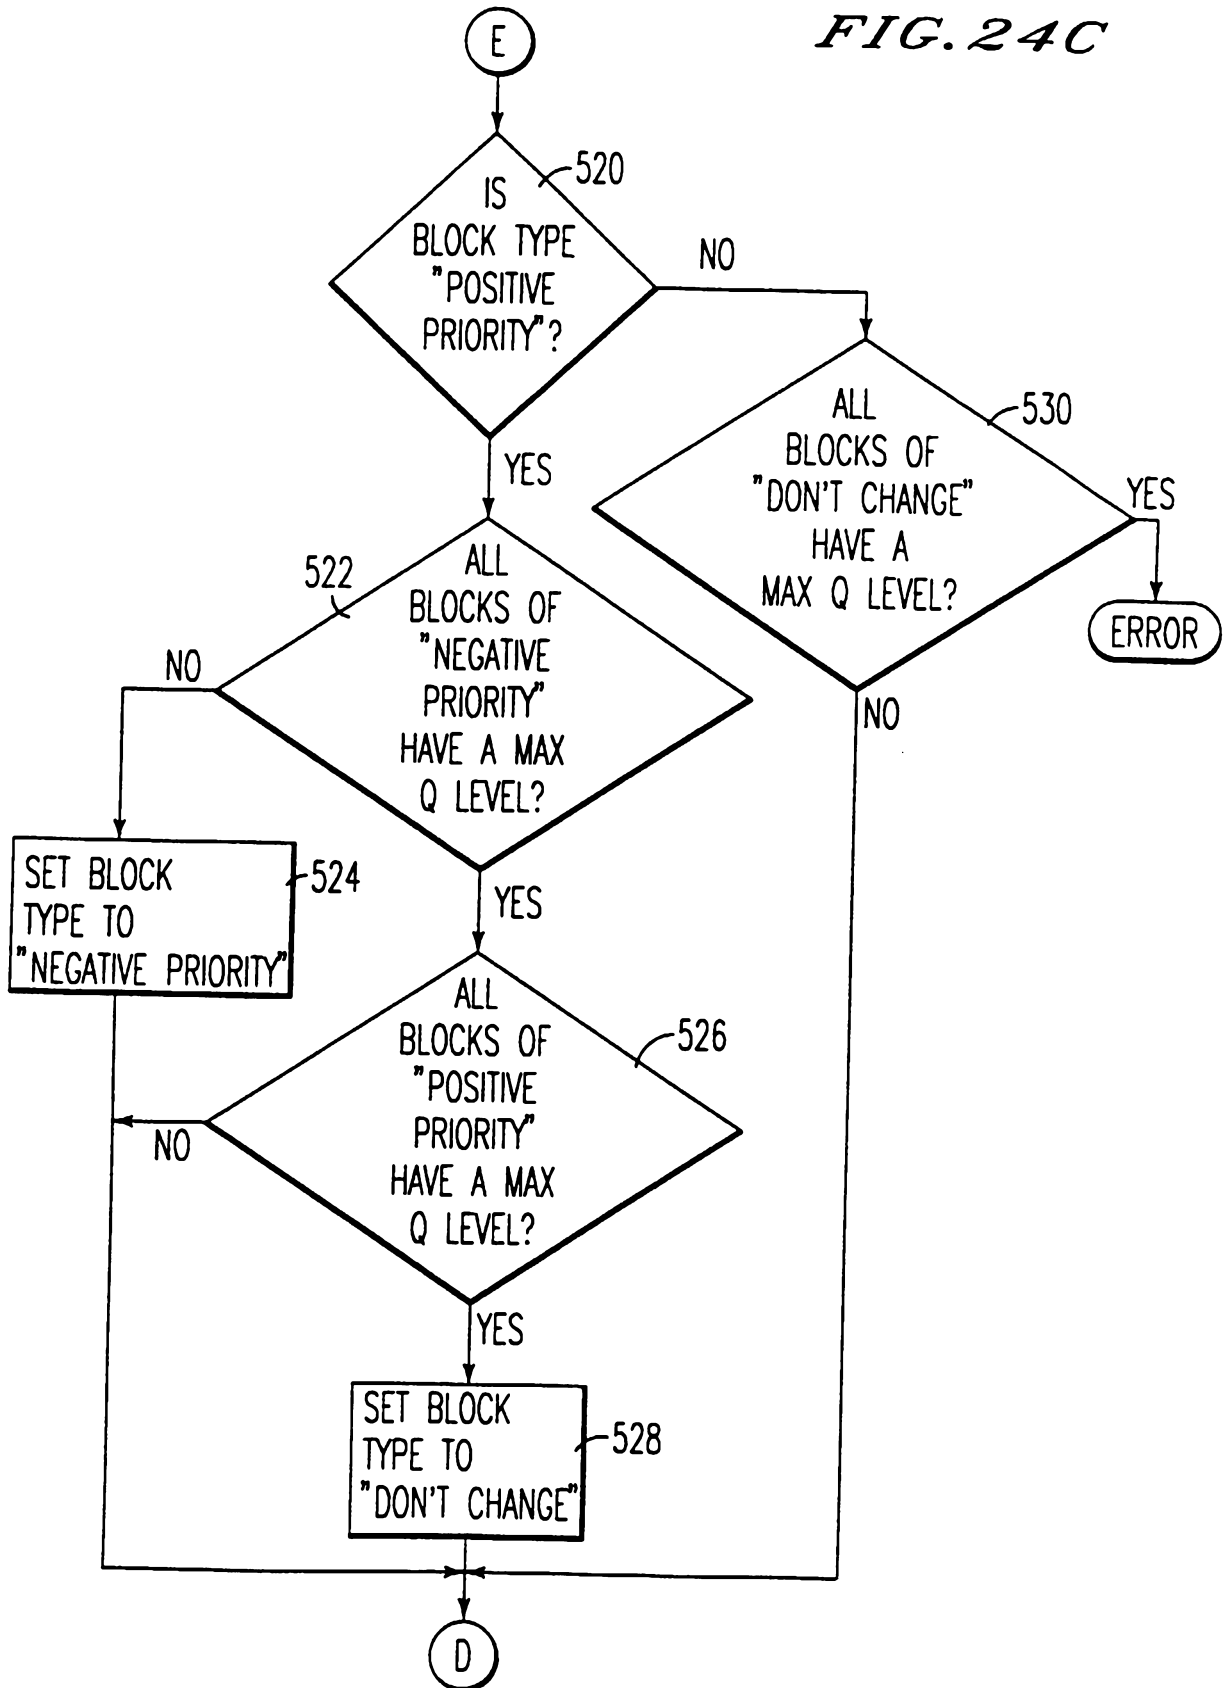 FIG. 24C
E
520
IS
BLOCK TYPE
"POSITIVE
PRIORITY"?
NO
YES
530
ALL
BLOCKS OF
"DON'T CHANGE"
HAVE A
MAX Q LEVEL?
YES
ERROR
NO
522
ALL
BLOCKS OF
"NEGATIVE
PRIORITY"
HAVE A MAX
Q LEVEL?
NO
YES
SET BLOCK
TYPE TO
"NEGATIVE PRIORITY"
524
ALL
BLOCKS OF
"POSITIVE
PRIORITY"
HAVE A MAX
Q LEVEL?
526
NO
YES
SET BLOCK
TYPE TO
"DON'T CHANGE"
528
D